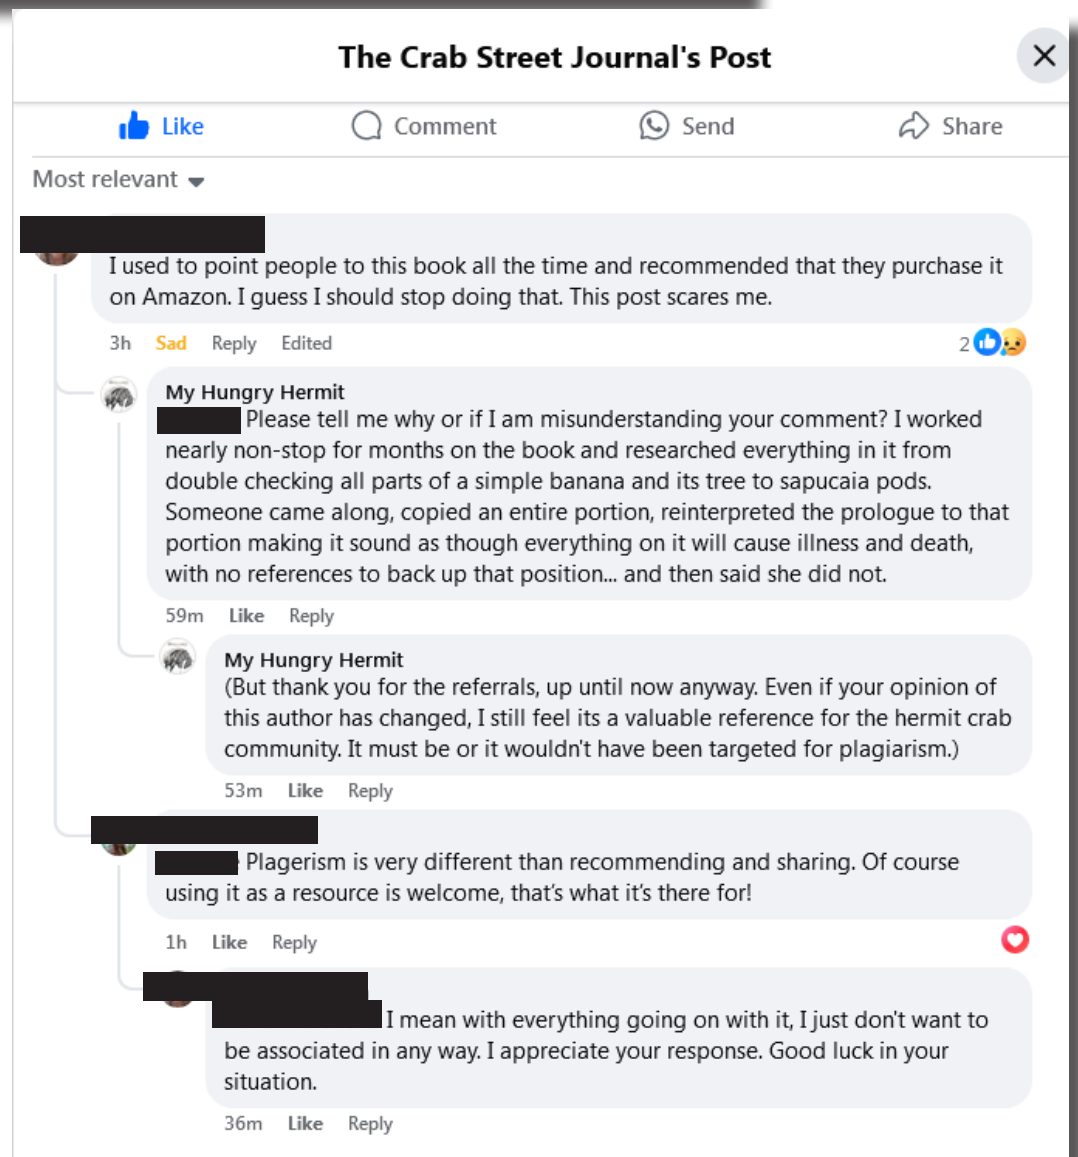 The Crab Street Journal's Post
Like
Comment
Send
Share
Most relevant
I used to point people to this book all the time and recommended that they purchase it
on Amazon. I guess I should stop doing that. This post scares me.
3h Sad Reply Edited
2
My Hungry Hermit
Please tell me why or if I am misunderstanding your comment? I worked
nearly non-stop for months on the book and researched everything in it from
double checking all parts of a simple banana and its tree to sapucaia pods.
Someone came along, copied an entire portion, reinterpreted the prologue to that
portion making it sound as though everything on it will cause illness and death,
with no references to back up that position... and then said she did not.
59m Like Reply
My Hungry Hermit
(But thank you for the referrals, up until now anyway. Even if your opinion of
this author has changed, I still feel its a valuable reference for the hermit crab
community. It must be or it wouldn't have been targeted for plagiarism.)
53m Like Reply
Plagerism is very different than recommending and sharing. Of course
using it as a resource is welcome, that's what it's there for!
1h Like Reply
I mean with everything going on with it, I just don't want to
be associated in any way. I appreciate your response. Good luck in your
situation.
36m Like Reply